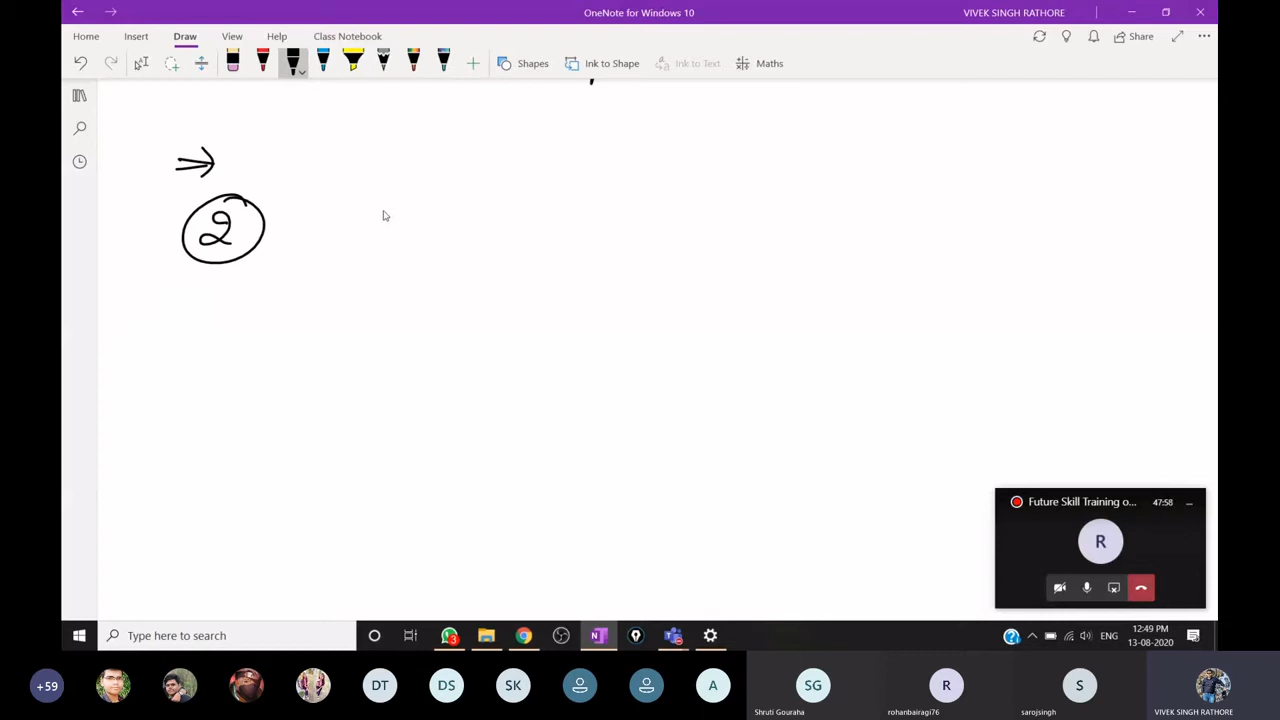 OneNote for Windows 10
VIVEK SINGH RATHORE
Home Insert Draw View Help Class Notebook
Share
Shapes Ink to Shape Ink to Text Maths
2
Future Skill Training o...
47:58
R
Type here to search
3
N
ENG
12:49 PM
13-08-2020
+59 DT DS SK A SG R S
Shruti Gouraha rohanbairagi76 sarojsingh VIVEK SINGH RATHORE